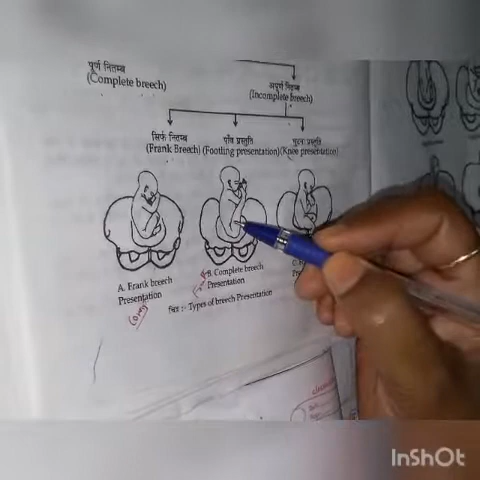 पूर्ण नितम्ब
(Complete breech)
अपूर्ण नितम्ब
(Incomplete breech)
सिर्फ नितम्ब पाँव प्रस्तुति घुटना प्रस्तुति
(Frank Breech) (Footling presentation) (Knee presentation)
A. Frank breech
Presentation
B. Complete breech
Presentation
चित्र :- Types of breech Presentation
InShOt